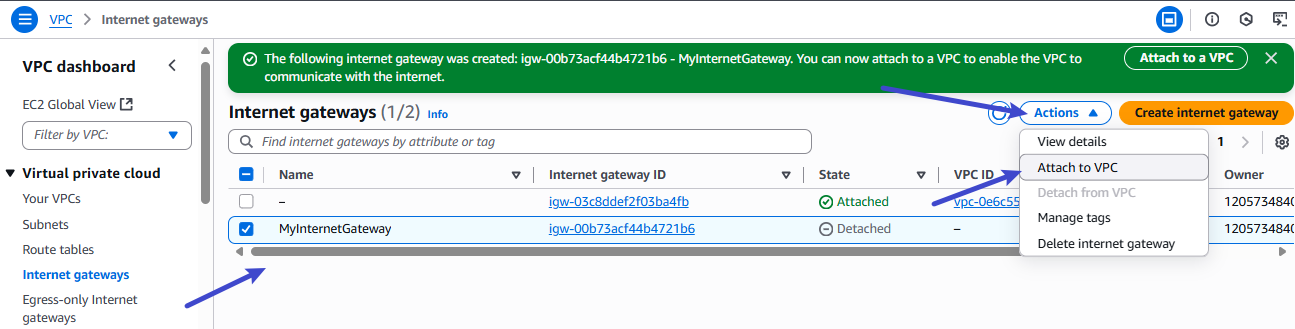 VPC > Internet gateways
VPC dashboard
EC2 Global View
Filter by VPC:
Virtual private cloud
Your VPCs
Subnets
Route tables
Internet gateways
Egress-only Internet
gateways
The following internet gateway was created: igw-00b73acf44b4721b6 - MyInternetGateway. You can now attach to a VPC to enable the VPC to
communicate with the internet.
Attach to a VPC
Internet gateways (1/2) Info
Actions
Create internet gateway
Find internet gateways by attribute or tag
1
View details
Attach to VPC
Detach from VPC
Manage tags
Delete internet gateway
Name Internet gateway ID State VPC ID Owner
– igw-03c8ddef2f03ba4fb Attached vpc-0e6c55 1205734840
MyInternetGateway igw-00b73acf44b4721b6 Detached – 1205734840